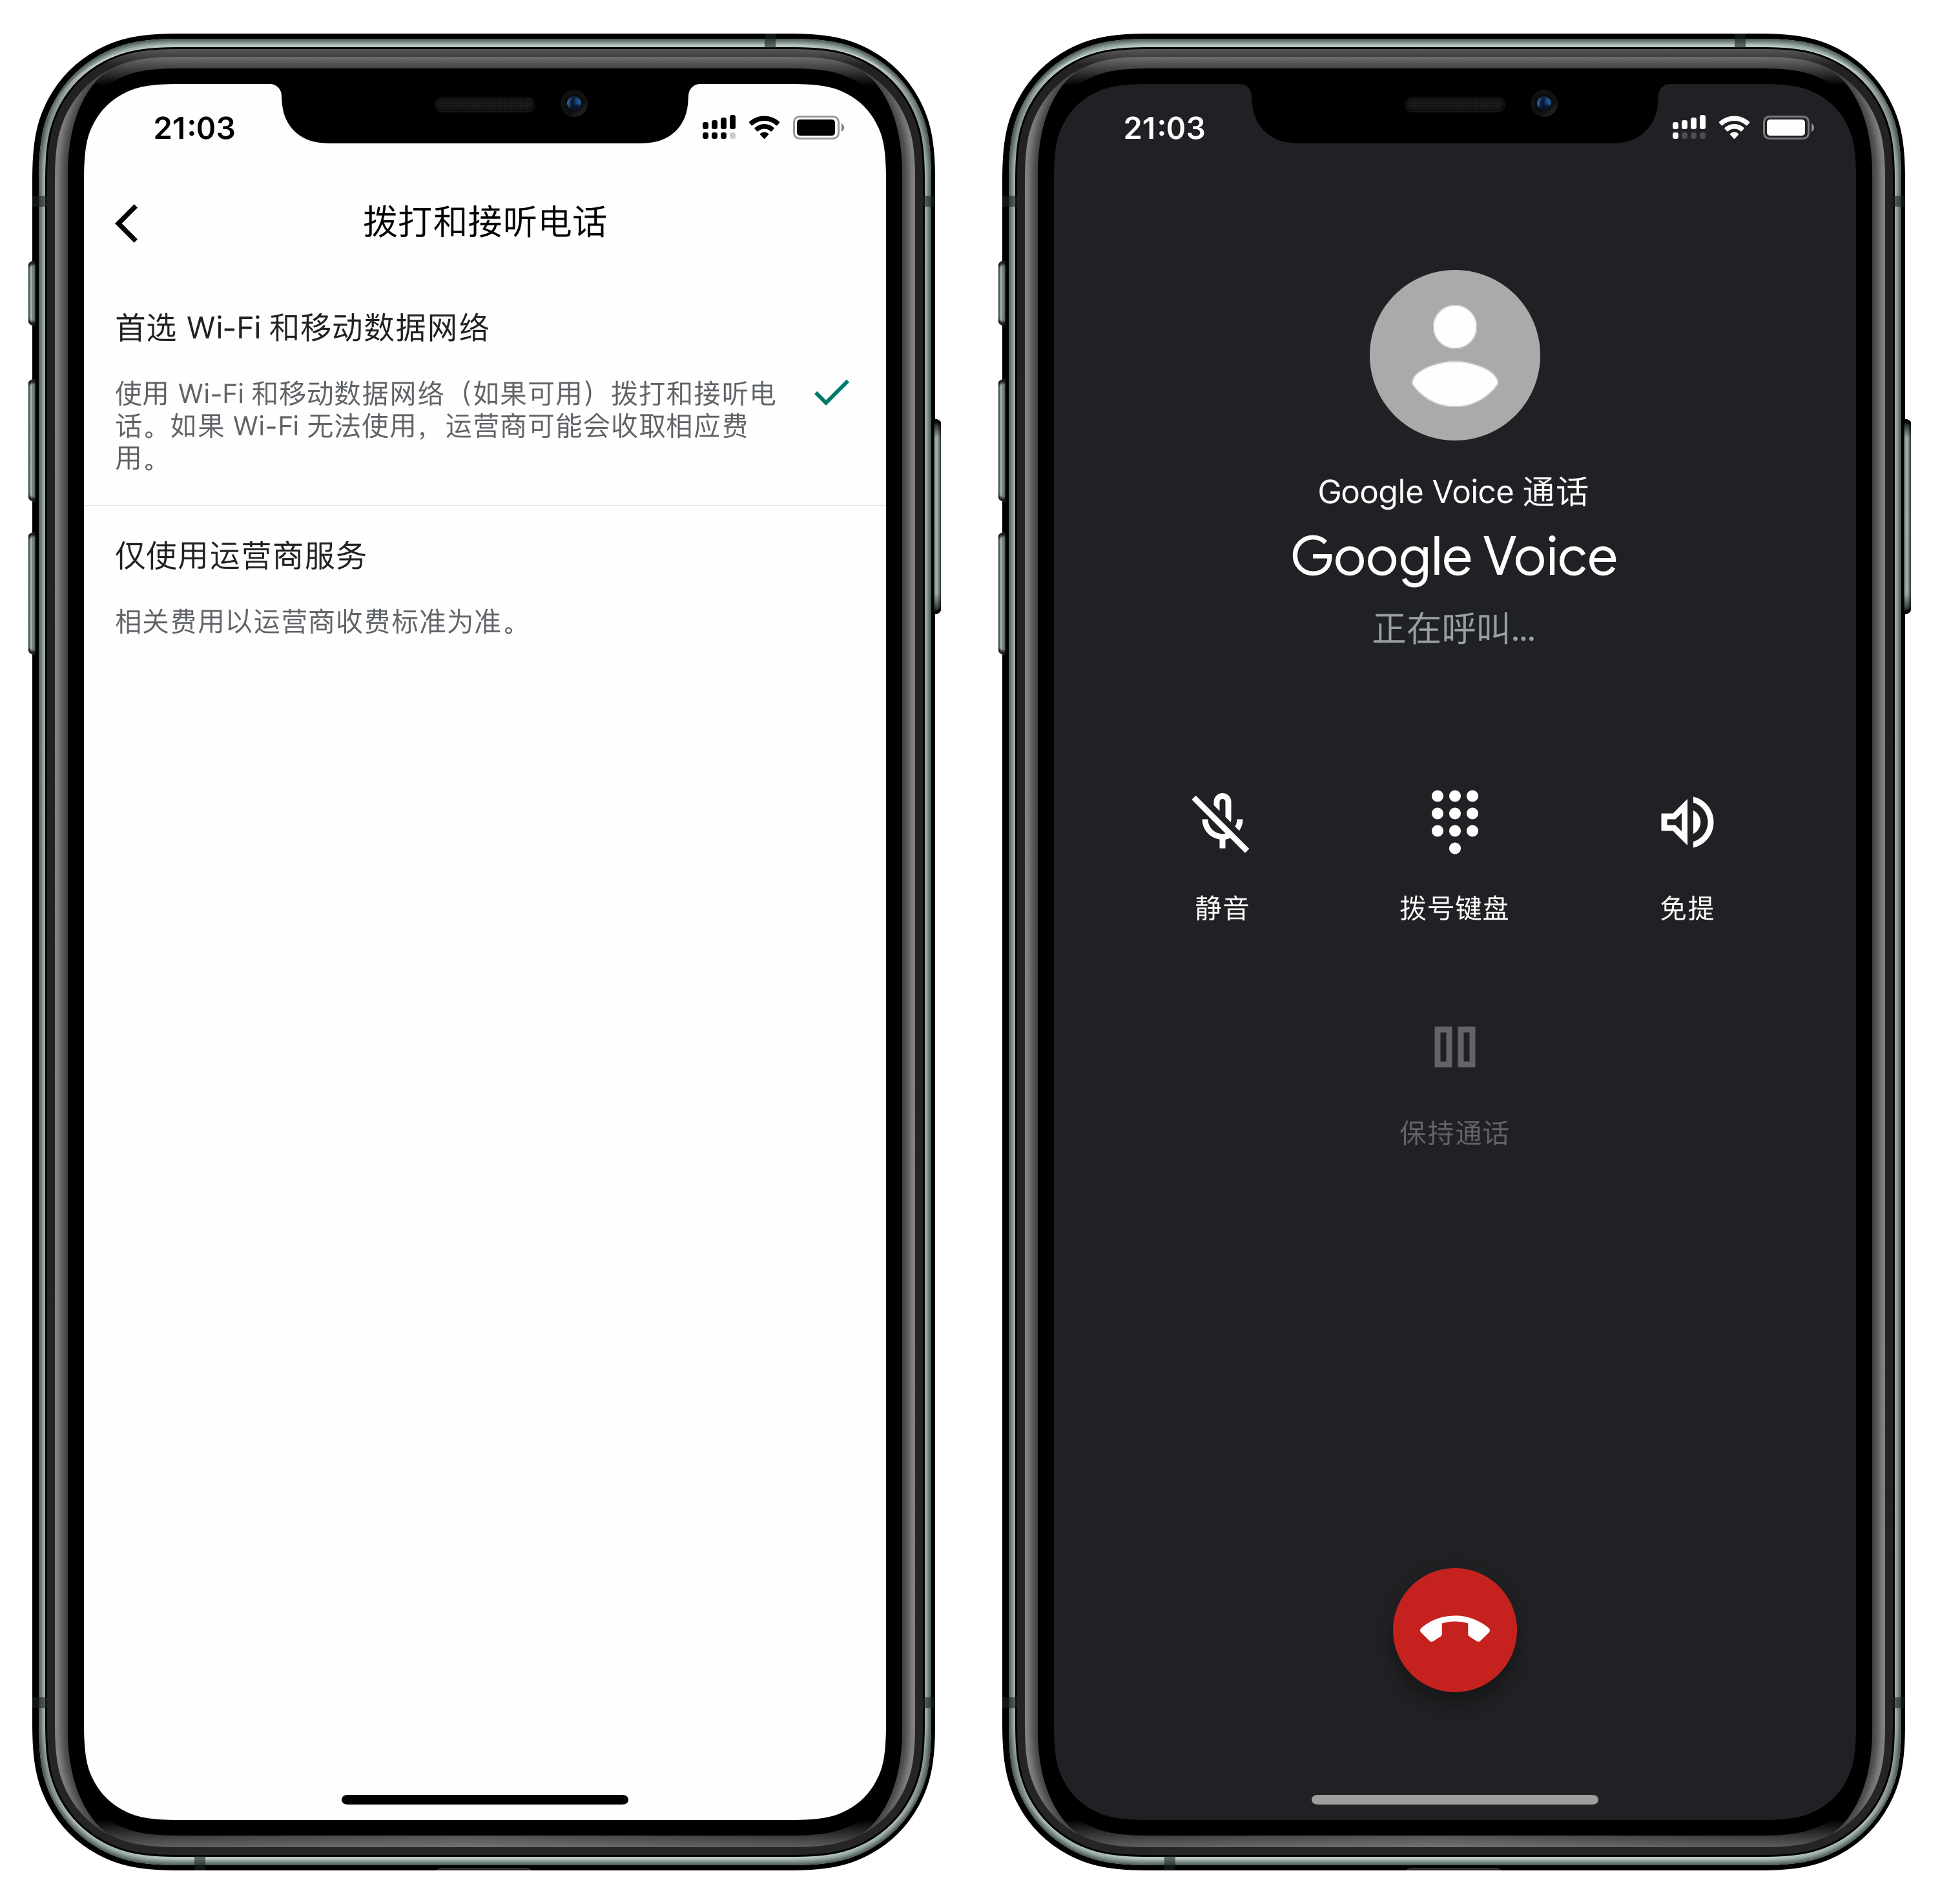 21:03
拨打和接听电话
首选 Wi-Fi 和移动数据网络
使用 Wi-Fi 和移动数据网络（如果可用）拨打和接听电
话。如果 Wi-Fi 无法使用，运营商可能会收取相应费
用。
仅使用运营商服务
相关费用以运营商收费标准为准。
21:03
Google Voice 通话
Google Voice
正在呼叫...
静音
拨号键盘
免提
保持通话